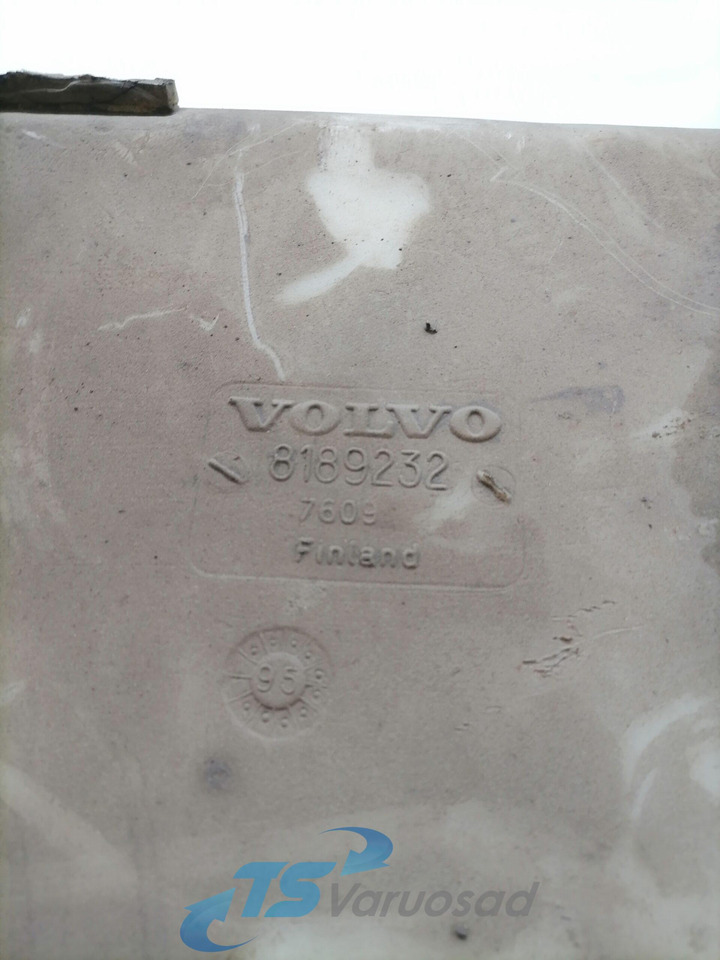 VOLVO
8189232
7609
Finland
95
TS Varuosad